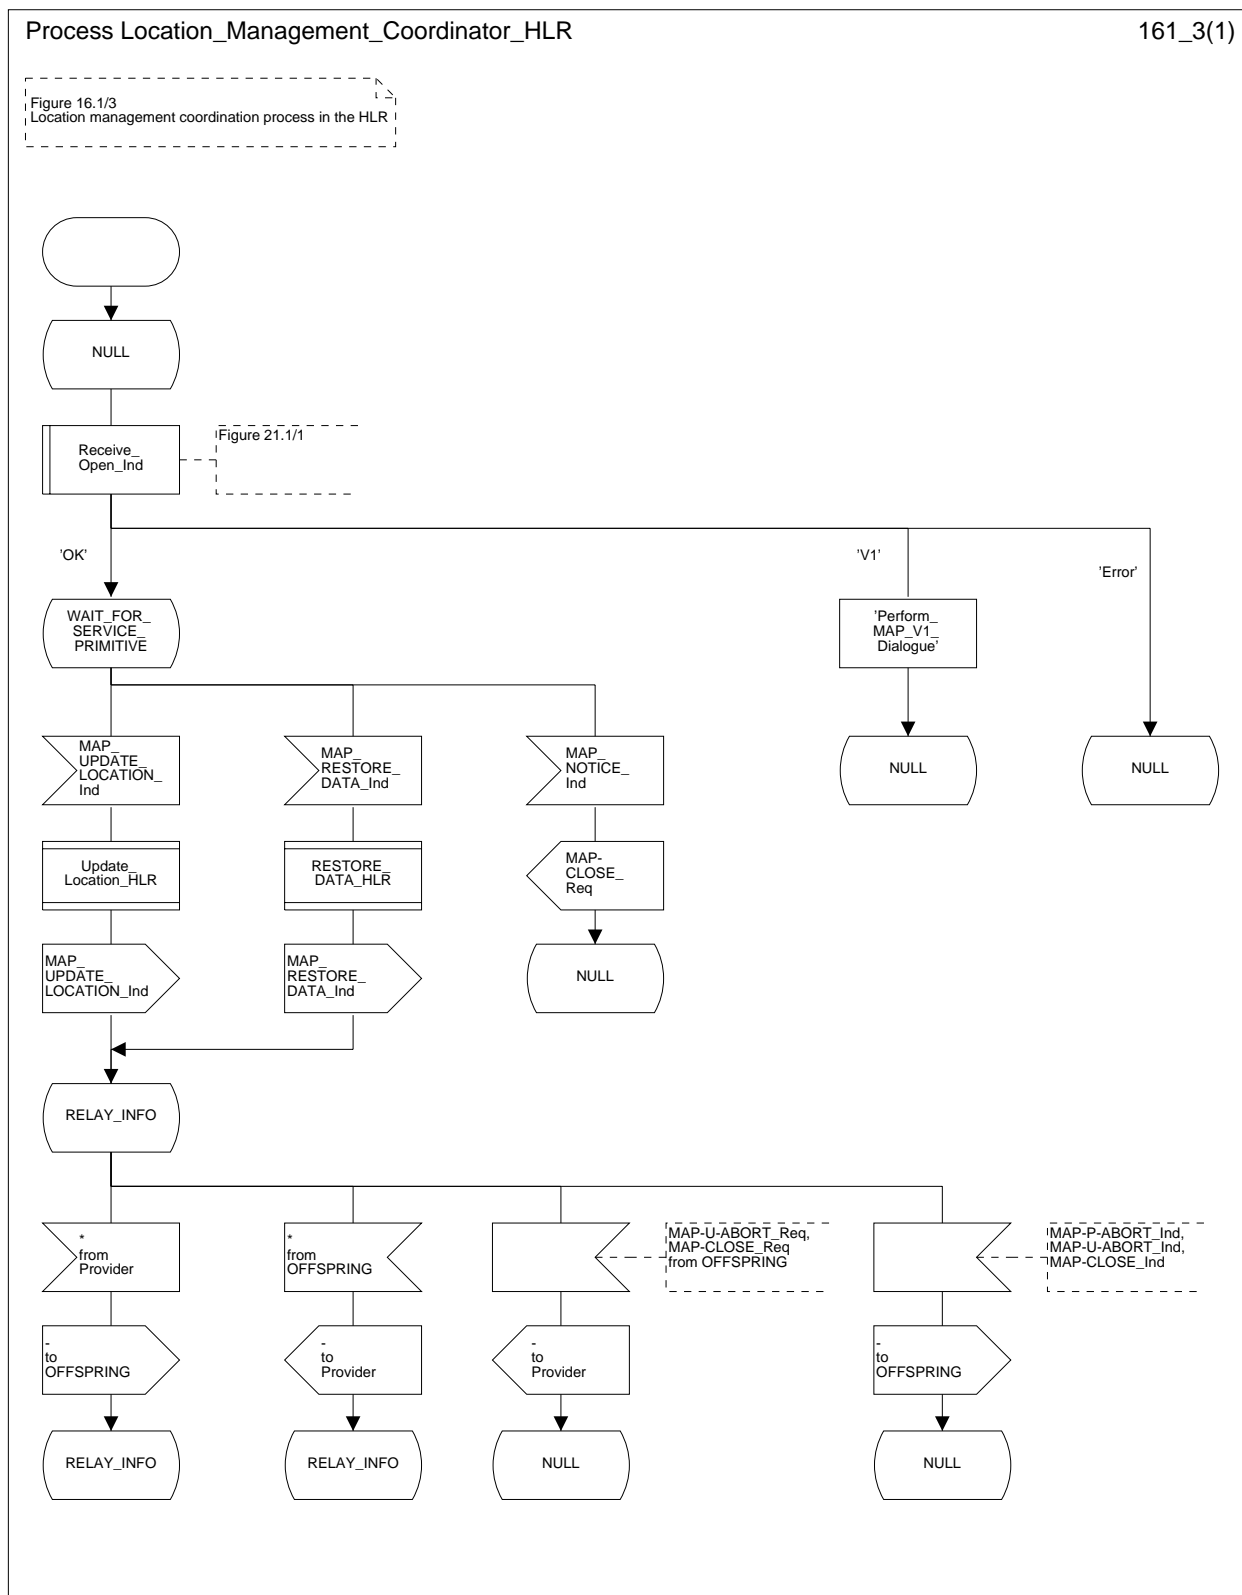 Process Location_Management_Coordinator_HLR
161_3(1)
Figure 16.1/3
Location management coordination process in the HLR
NULL
Receive_
Open_Ind
Figure 21.1/1
'OK'
'V1'
'Error'
WAIT_FOR_
SERVICE_
PRIMITIVE
'Perform_
MAP_V1_
Dialogue'
MAP_
UPDATE_
LOCATION_
Ind
MAP_
RESTORE_
DATA_Ind
MAP_
NOTICE_
Ind
NULL
NULL
Update_
Location_HLR
RESTORE_
DATA_HLR
MAP-
CLOSE_
Req
MAP_
UPDATE_
LOCATION_Ind
MAP_
RESTORE_
DATA_Ind
NULL
RELAY_INFO
*
from
Provider
*
from
OFFSPRING
MAP-U-ABORT_Req,
MAP-CLOSE_Req
from OFFSPRING
MAP-P-ABORT_Ind,
MAP-U-ABORT_Ind,
MAP-CLOSE_Ind
-
to
OFFSPRING
-
to
Provider
-
to
Provider
-
to
OFFSPRING
RELAY_INFO
RELAY_INFO
NULL
NULL